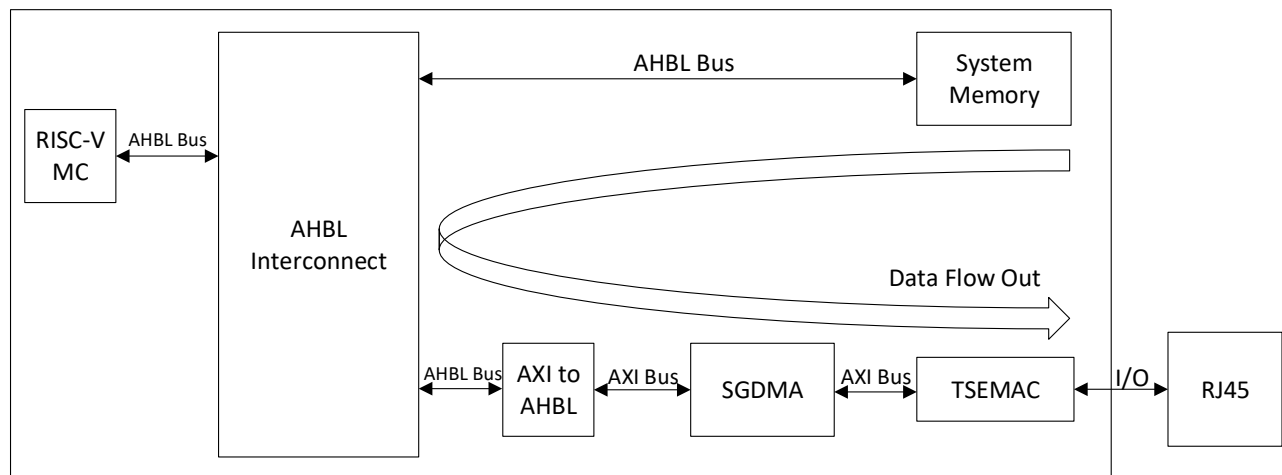 AHBL Bus
System
Memory
RISC-V
MC
AHBL Bus
AHBL
Interconnect
Data Flow Out
AHBL Bus
AXI to
AHBL
AXI Bus
SGDMA
AXI Bus
TSEMAC
I/O
RJ45